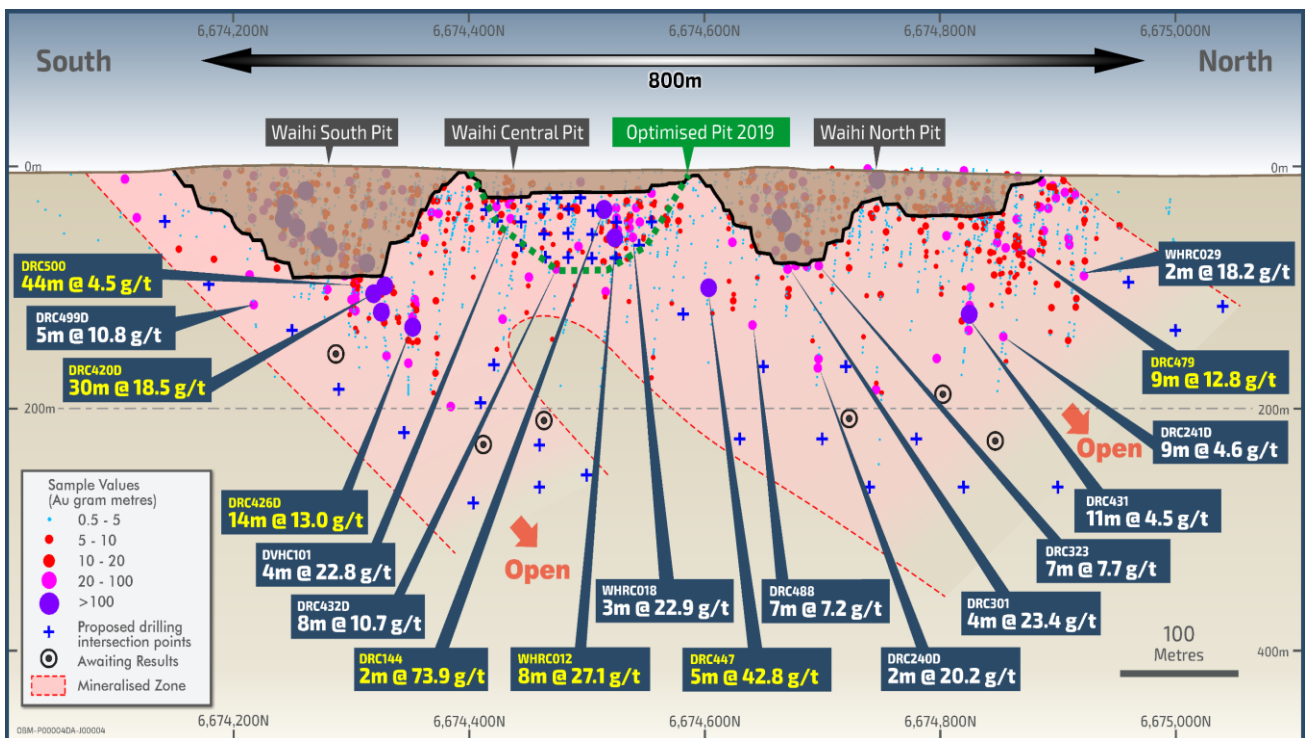 6,674,200N
6,674,400N
6,674,600N
6,674,800N
6,675,000N
South
North
800m
Waihi South Pit
Waihi Central Pit
Optimised Pit 2019
Waihi North Pit
0m
0m
DRC500
44m @ 4.5 g/t
DRC499D
5m @ 10.8 g/t
DRC420D
30m @ 18.5 g/t
WHRC029
2m @ 18.2 g/t
DRC479
9m @ 12.8 g/t
200m
200m
Open
DRC241D
9m @ 4.6 g/t
DRC431
11m @ 4.5 g/t
DRC323
7m @ 7.7 g/t
DRC426D
14m @ 13.0 g/t
DVHC101
4m @ 22.8 g/t
DRC432D
8m @ 10.7 g/t
Open
WHRC018
3m @ 22.9 g/t
DRC488
7m @ 7.2 g/t
DRC301
4m @ 23.4 g/t
DRC144
2m @ 73.9 g/t
WHRC012
8m @ 27.1 g/t
DRC447
5m @ 42.8 g/t
DRC240D
2m @ 20.2 g/t
Sample Values
(Au gram metres)
0.5 - 5
5 - 10
10 - 20
20 - 100
>100
Proposed drilling
intersection points
Awaiting Results
Mineralised Zone
100
Metres
400m
6,674,200N
6,674,400N
6,674,600N
6,674,800N
6,675,000N
OBM-P00004DA-J00004